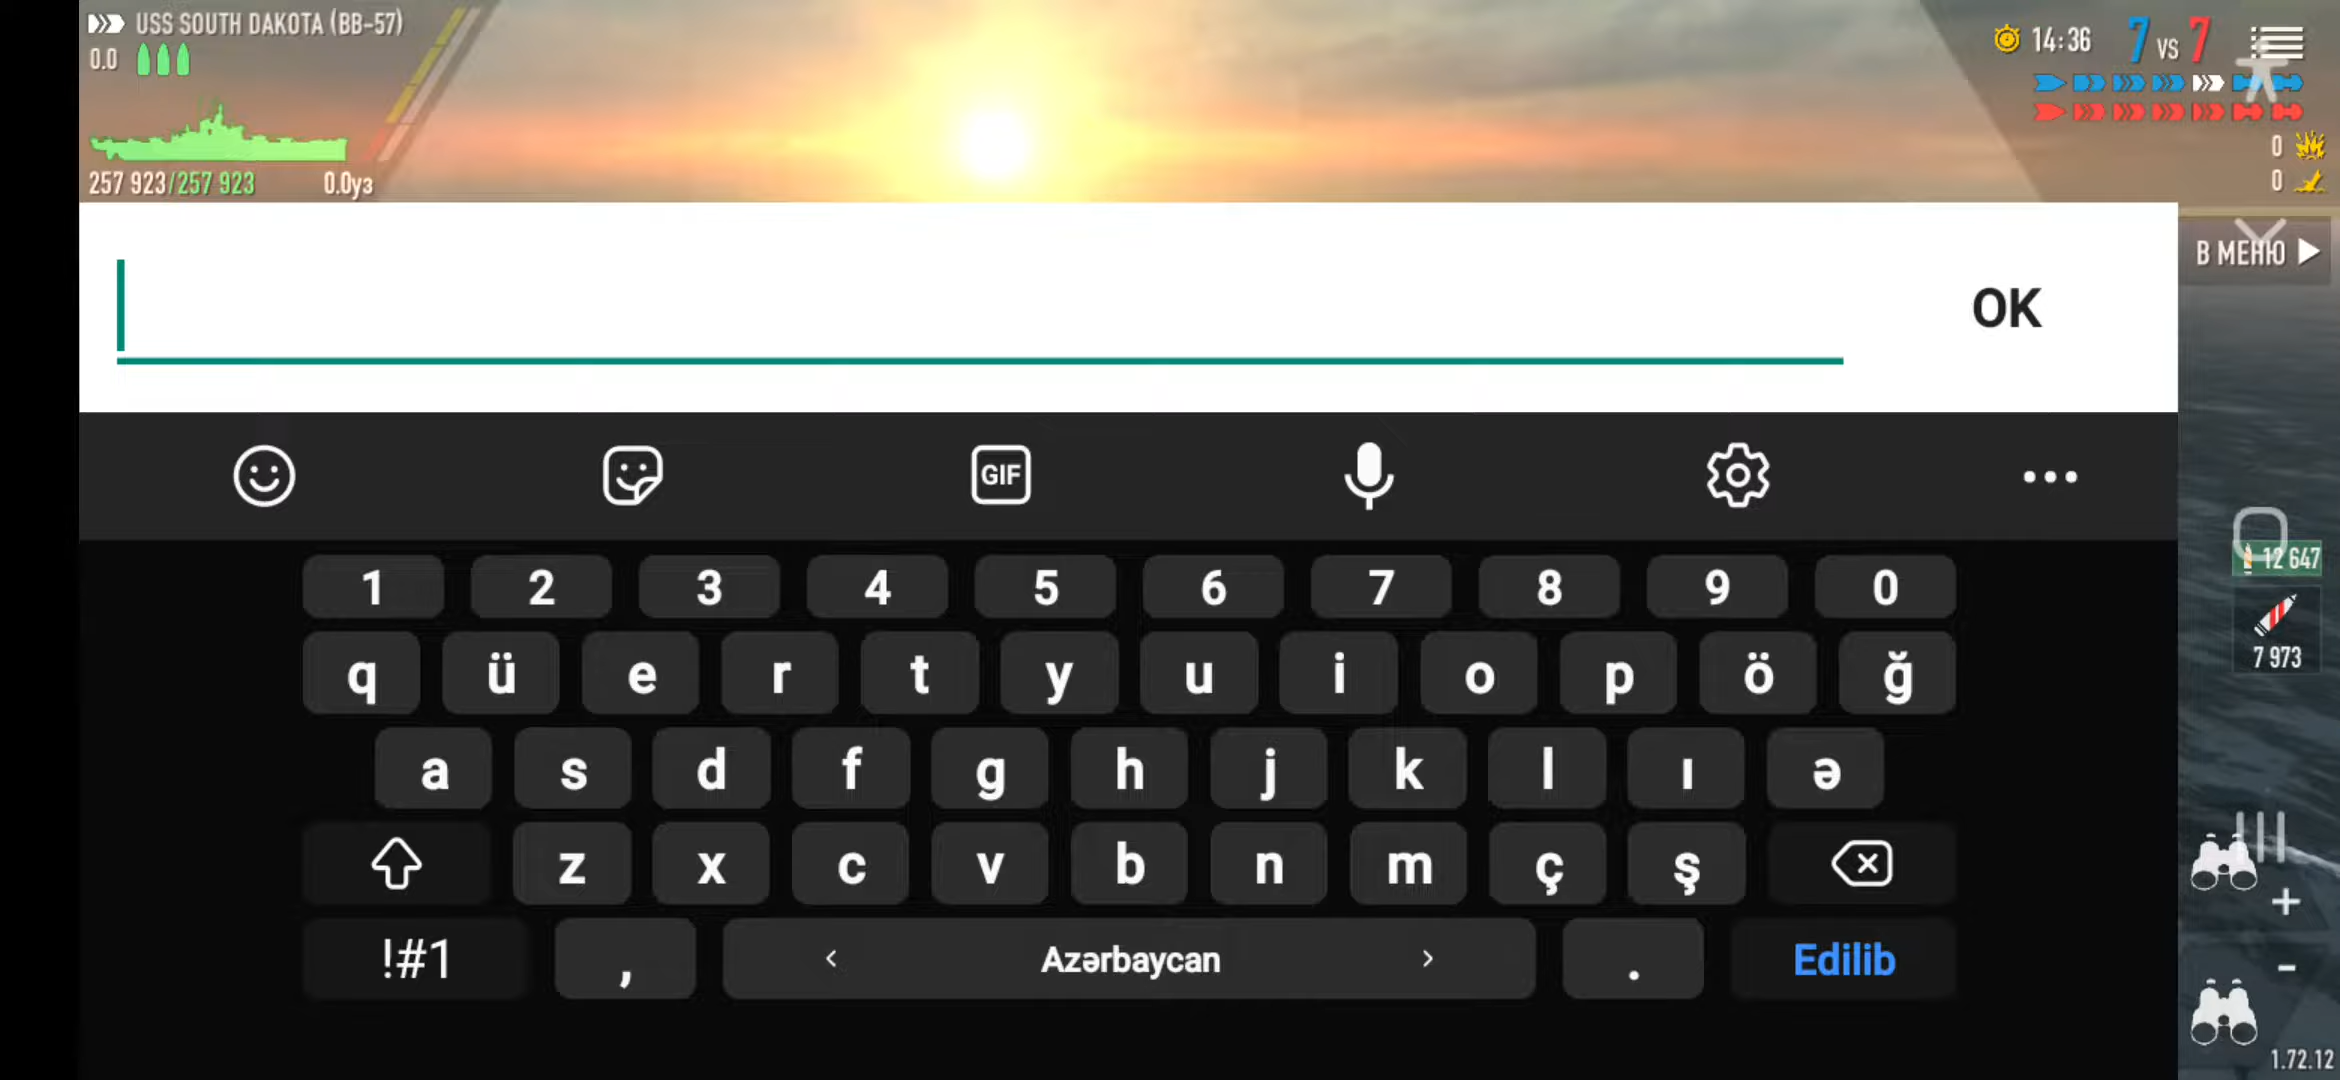 USS SOUTH DAKOTA (BB-57)
0.0
257 923/257 923 0.0уз
14:36 7 VS 7
0
0
В МЕНЮ
OK
GIF
12 647
7 973
1 2 3 4 5 6 7 8 9 0
q ü e r t y u i o p ö ğ
a s d f g h j k l ı ə
z x c v b n m ç ş
!#1 , < Azərbaycan > . Edilib
+
-
1.72.12